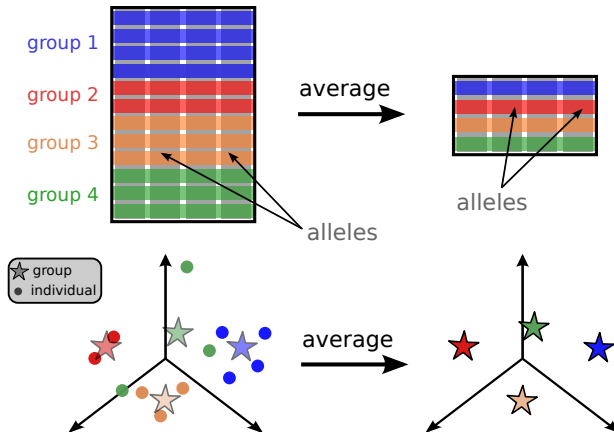 group 1
group 2
group 3
group 4
average
alleles
alleles
group
individual
average